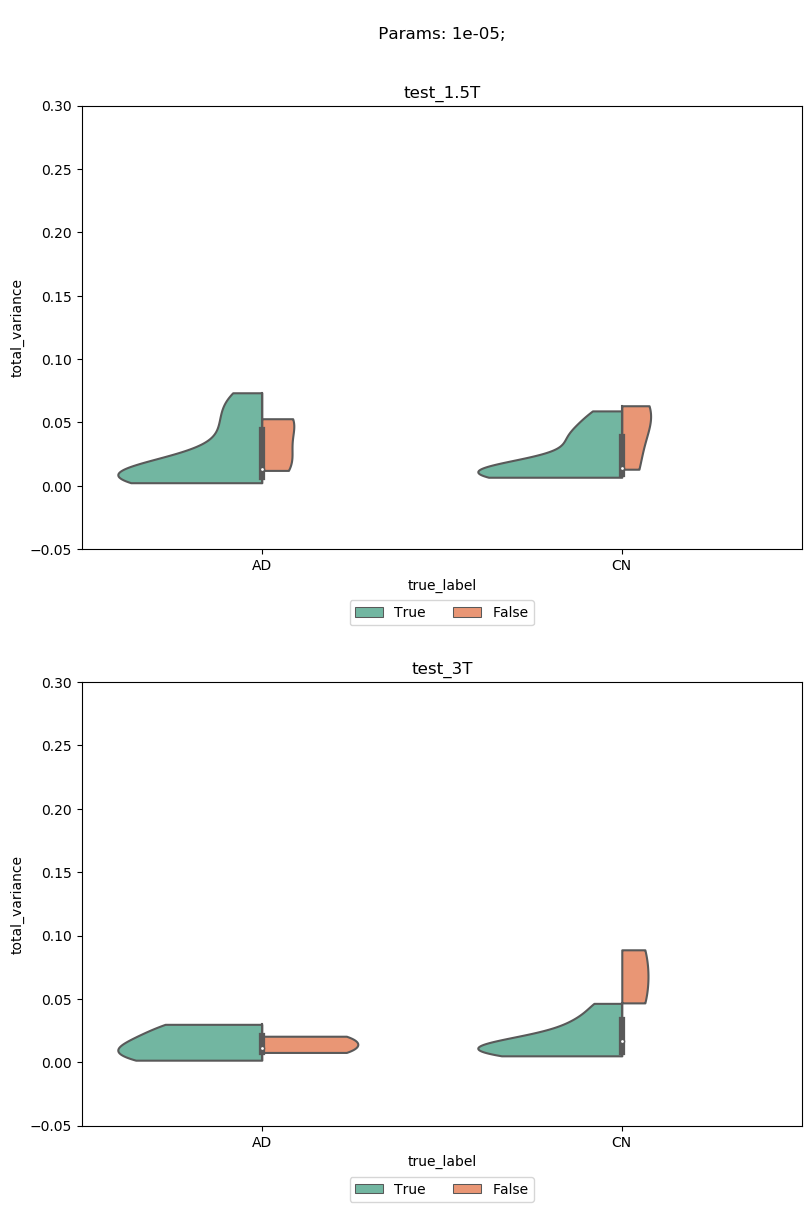 Params: 1e-05;
test_1.5T
0.30
0.25
0.20
0.15
0.10
0.05
0.00
−0.05
total_variance
AD CN
true_label
True False
test_3T
0.30
0.25
0.20
0.15
0.10
0.05
0.00
−0.05
total_variance
AD CN
true_label
True False